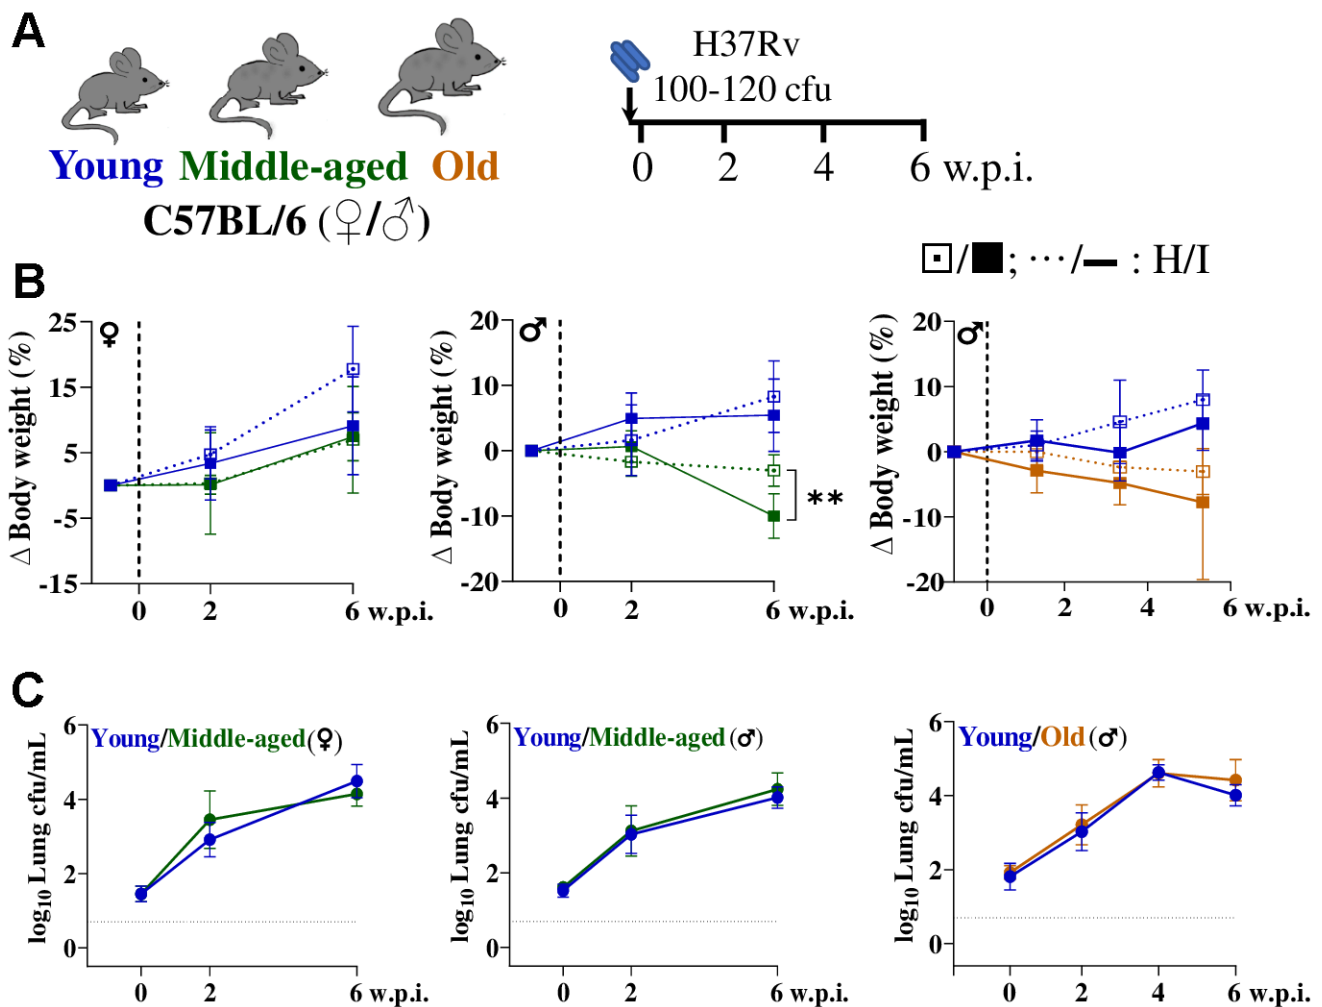 A
H37Rv
100-120 cfu
Young Middle-aged Old
0 2 4 6 w.p.i.
C57BL/6 (♀/♂)
⊡/■; ···/− : H/I
B
Δ Body weight (%)
♀
25
15
5
-5
-15
0 2 6 w.p.i.
Δ Body weight (%)
♂
20
10
0
-10
-20
**
0 2 6 w.p.i.
Δ Body weight (%)
♂
20
10
0
-10
-20
0 2 4 6 w.p.i.
C
log10 Lung cfu/mL
Young/Middle-aged(♀)
6
4
2
0
0 2 6 w.p.i.
log10 Lung cfu/mL
Young/Middle-aged (♂)
6
4
2
0
0 2 6 w.p.i.
log10 Lung cfu/mL
Young/Old (♂)
6
4
2
0
0 2 4 6 w.p.i.